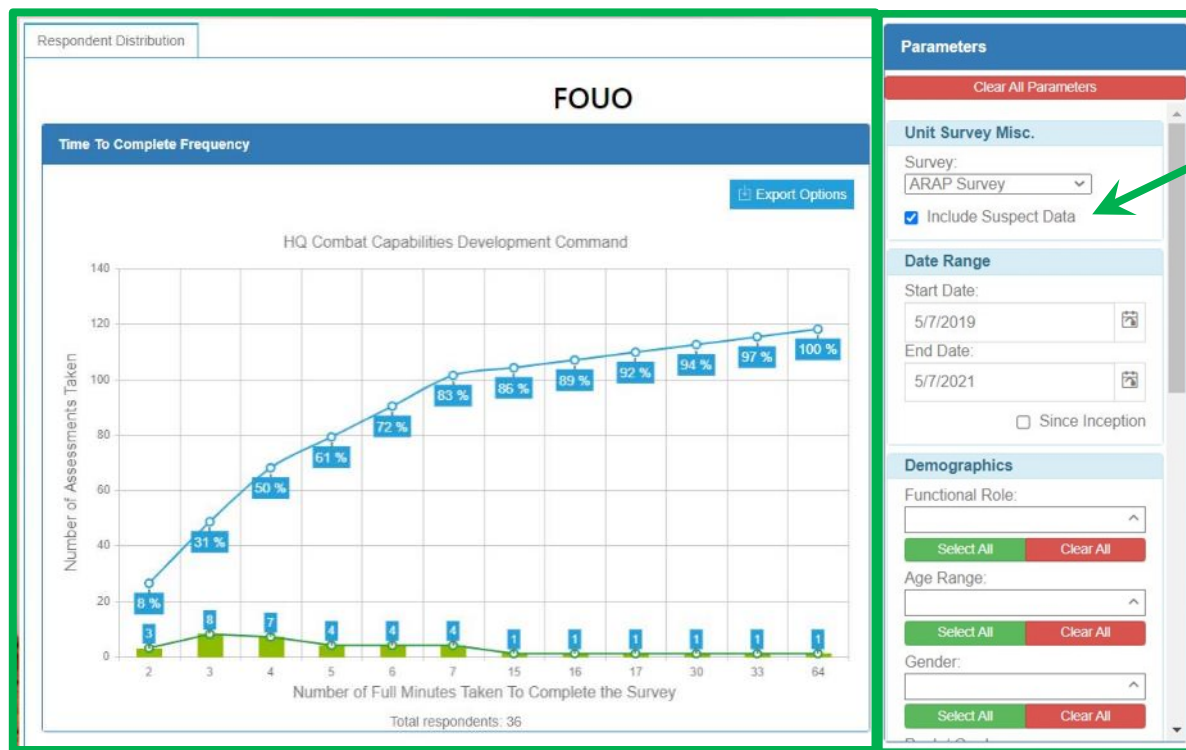 Respondent Distribution
FOUO
Time To Complete Frequency
Export Options
HQ Combat Capabilities Development Command
140
120
100
80
60
40
20
0
Number of Assessments Taken
8 %
31 %
50 %
61 %
72 %
83 %
86 %
89 %
92 %
94 %
97 %
100 %
3
8
7
4
4
4
1
1
1
1
1
1
2
3
4
5
6
7
15
16
17
30
33
64
Number of Full Minutes Taken To Complete the Survey
Total respondents: 36
Parameters
Clear All Parameters
Unit Survey Misc.
Survey:
ARAP Survey
Include Suspect Data
Date Range
Start Date:
5/7/2019
End Date:
5/7/2021
Since Inception
Demographics
Functional Role:
Select All
Clear All
Age Range:
Select All
Clear All
Gender:
Select All
Clear All